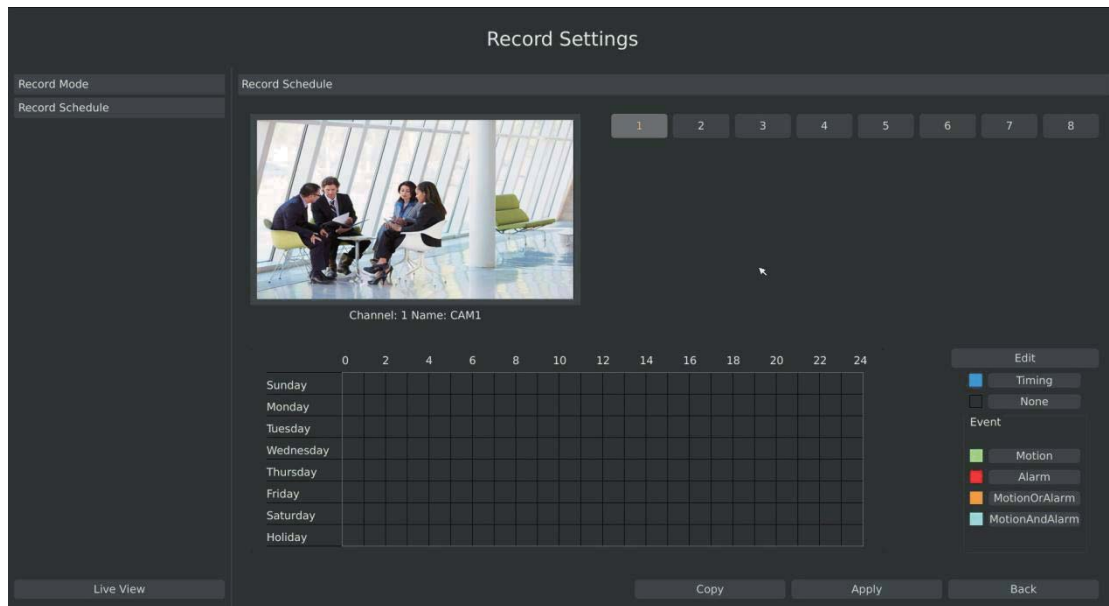 Record Settings
Record Mode
Record Schedule
Record Schedule
1 2 3 4 5 6 7 8
Channel: 1 Name: CAM1
0 2 4 6 8 10 12 14 16 18 20 22 24
Sunday
Monday
Tuesday
Wednesday
Thursday
Friday
Saturday
Holiday
Edit
Timing
None
Event
Motion
Alarm
MotionOrAlarm
MotionAndAlarm
Live View
Copy Apply Back